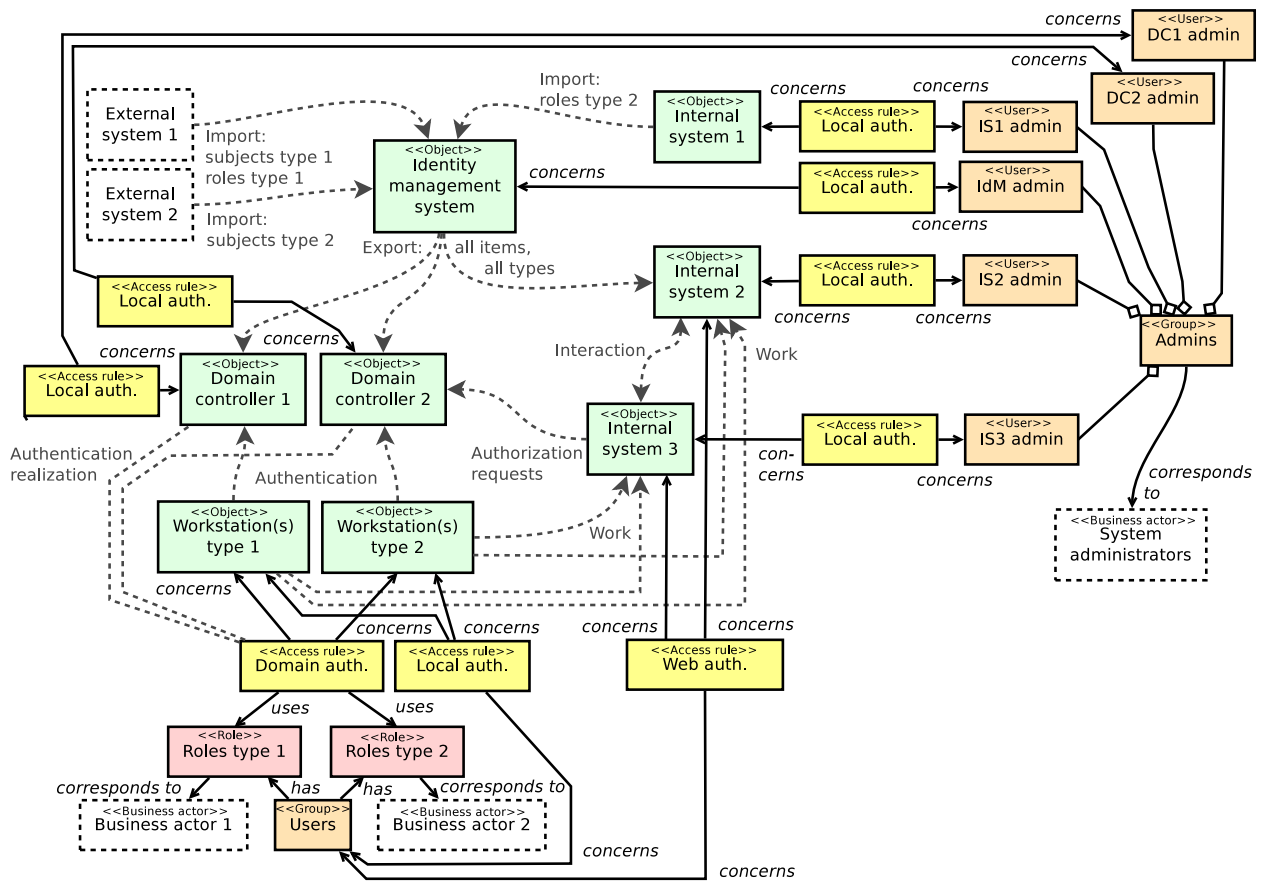 concerns
<<User>>
DC1 admin
concerns
<<User>>
DC2 admin
Import:
roles type 2
<<Object>>
Internal
system 1
concerns
<<Access rule>>
Local auth.
concerns
<<User>>
IS1 admin
External
system 1
Import:
subjects type 1
roles type 1
<<Object>>
Identity
management
system
concerns
<<Access rule>>
Local auth.
concerns
<<User>>
IdM admin
External
system 2
Import:
subjects type 2
Export:
all items,
all types
<<Object>>
Internal
system 2
concerns
<<Access rule>>
Local auth.
concerns
<<User>>
IS2 admin
<<Access rule>>
Local auth.
concerns
concerns
<<Access rule>>
Local auth.
<<Object>>
Domain
controller 1
<<Object>>
Domain
controller 2
Interaction
Work
<<Group>>
Admins
<<Object>>
Internal
system 3
con-
cerns
<<Access rule>>
Local auth.
concerns
<<User>>
IS3 admin
Authentication
realization
Authentication
Authorization
requests
corresponds
to
<<Object>>
Workstation(s)
type 1
<<Object>>
Workstation(s)
type 2
Work
<<Business actor>>
System
administrators
concerns
concerns
concerns
concerns
concerns
<<Access rule>>
Domain auth.
<<Access rule>>
Local auth.
<<Access rule>>
Web auth.
uses
uses
<<Role>>
Roles type 1
<<Role>>
Roles type 2
corresponds to
has
has
corresponds to
<<Business actor>>
Business actor 1
<<Group>>
Users
<<Business actor>>
Business actor 2
concerns
concerns